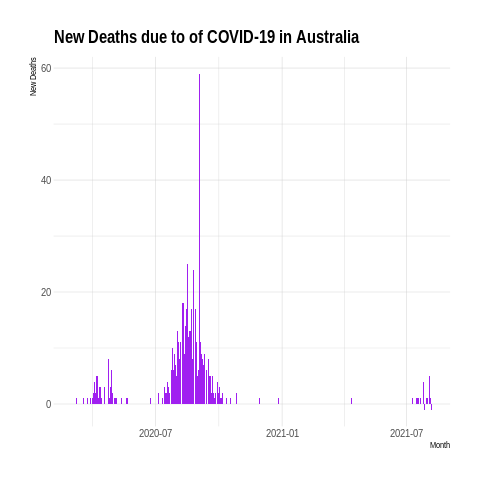 New Deaths due to of COVID-19 in Australia
New Deaths
60
40
20
0
2020-07
2021-01
2021-07
Month